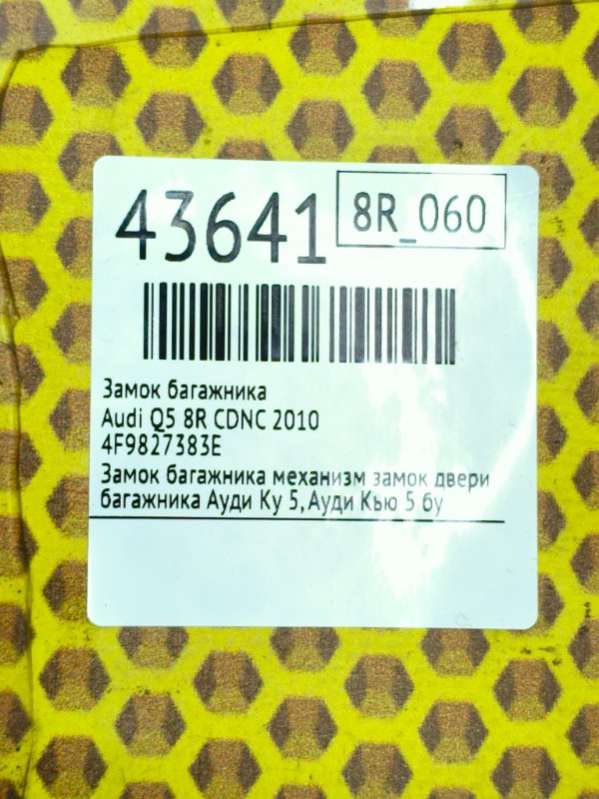 43641
8R_060
Замок багажника
Audi Q5 8R CDNC 2010
4F9827383E
Замок багажника механизм замок двери
багажника Ауди Ку 5, Ауди Кью 5 бу